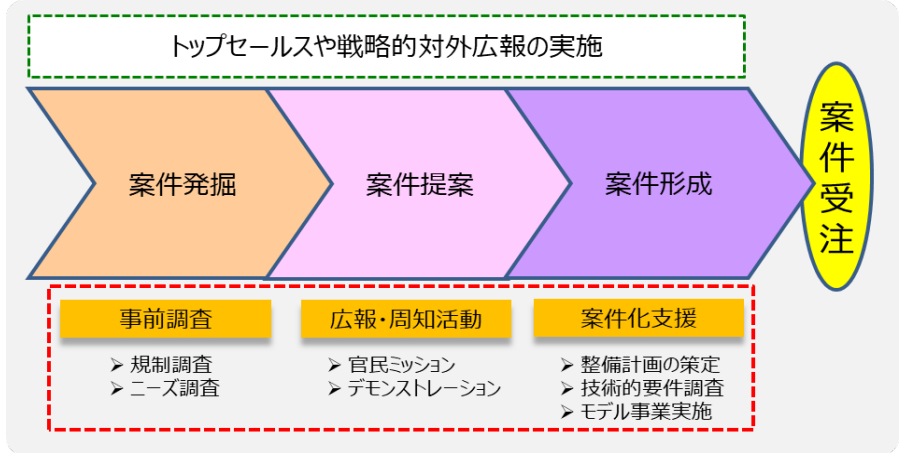 トップセールスや戦略的対外広報の実施
案件発掘
案件提案
案件形成
案件受注
事前調査
➢ 規制調査
➢ ニーズ調査
広報・周知活動
➢ 官民ミッション
➢ デモンストレーション
案件化支援
➢ 整備計画の策定
➢ 技術的要件調査
➢ モデル事業実施